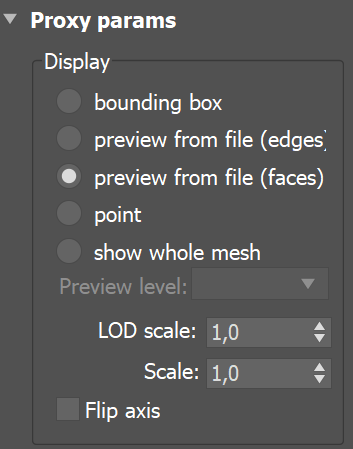 Proxy params
Display
bounding box
preview from file (edges)
preview from file (faces)
point
show whole mesh
Preview level:
LOD scale: 1,0
Scale: 1,0
Flip axis